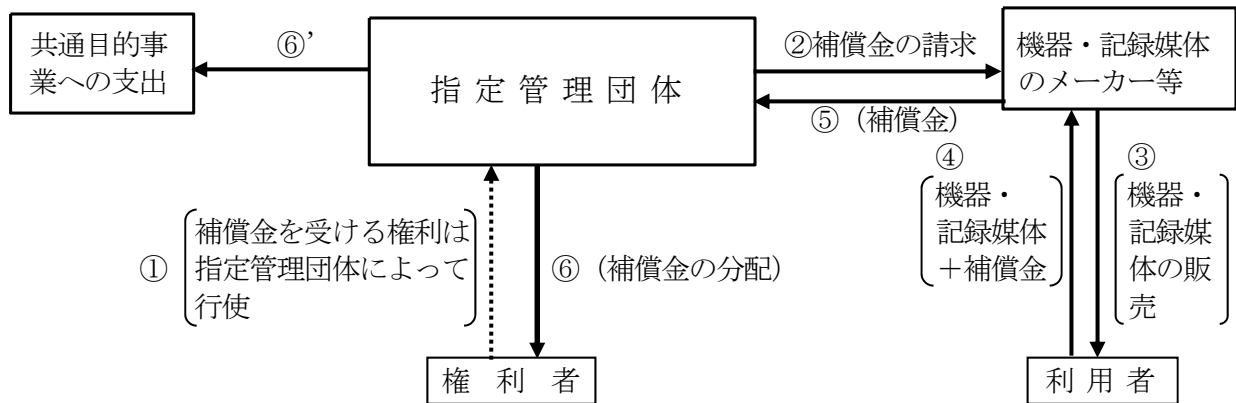 共通目的事
業への支出
⑥’
指定管理団体
②補償金の請求
⑤（補償金）
機器・記録媒体
のメーカー等
①
補償金を受ける権利は
指定管理団体によって
行使
⑥（補償金の分配）
④
機器・
記録媒体
＋補償金
③
機器・
記録媒
体の販
売
権利者
利用者